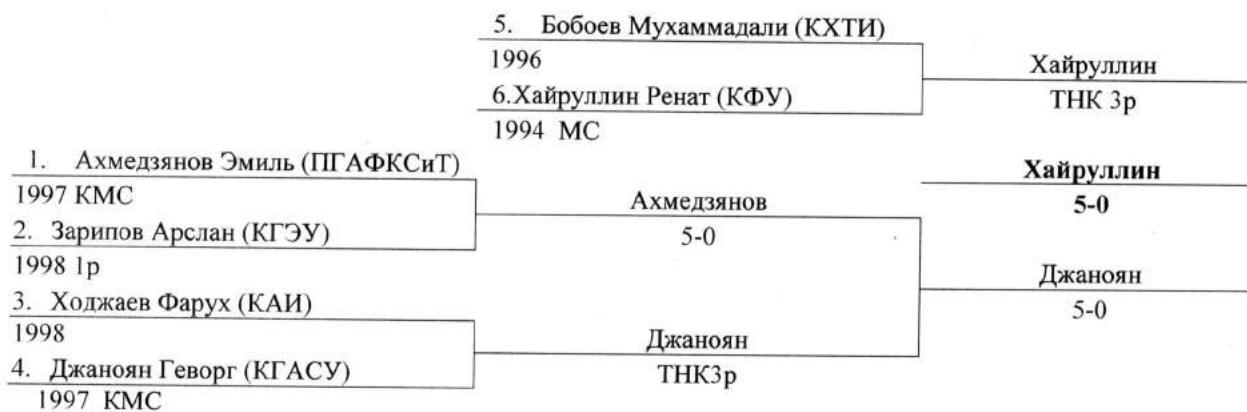 5. Бобоев Мухаммадали (КХТИ)
1996
6.Хайруллин Ренат (КФУ)
1994 МС
Хайруллин
ТНК 3р
1. Ахмедзянов Эмиль (ПГАФКСиТ)
1997 КМС
2. Зарипов Арслан (КГЭУ)
1998 1р
3. Ходжаев Фарух (КАИ)
1998
4. Джаноян Геворг (КГАСУ)
1997 КМС
Ахмедзянов
5-0
Джаноян
ТНК3р
Хайруллин
5-0
Джаноян
5-0